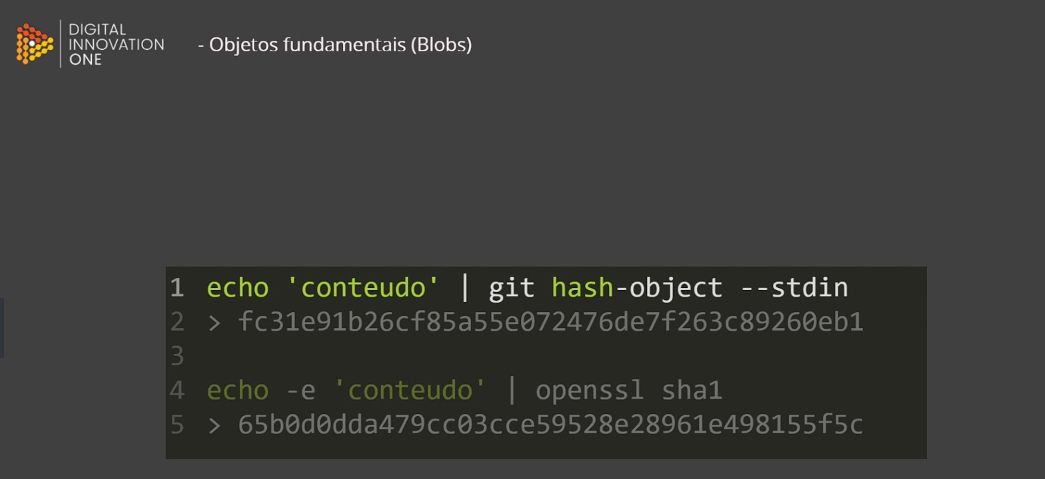 DIGITAL
INNOVATION
ONE
- Objetos fundamentais (Blobs)
1 echo 'conteudo' | git hash-object --stdin
2 > fc31e91b26cf85a55e072476de7f263c89260eb1
3
4 echo -e 'conteudo' | openssl sha1
5 > 65b0d0dda479cc03cce59528e28961e498155f5c